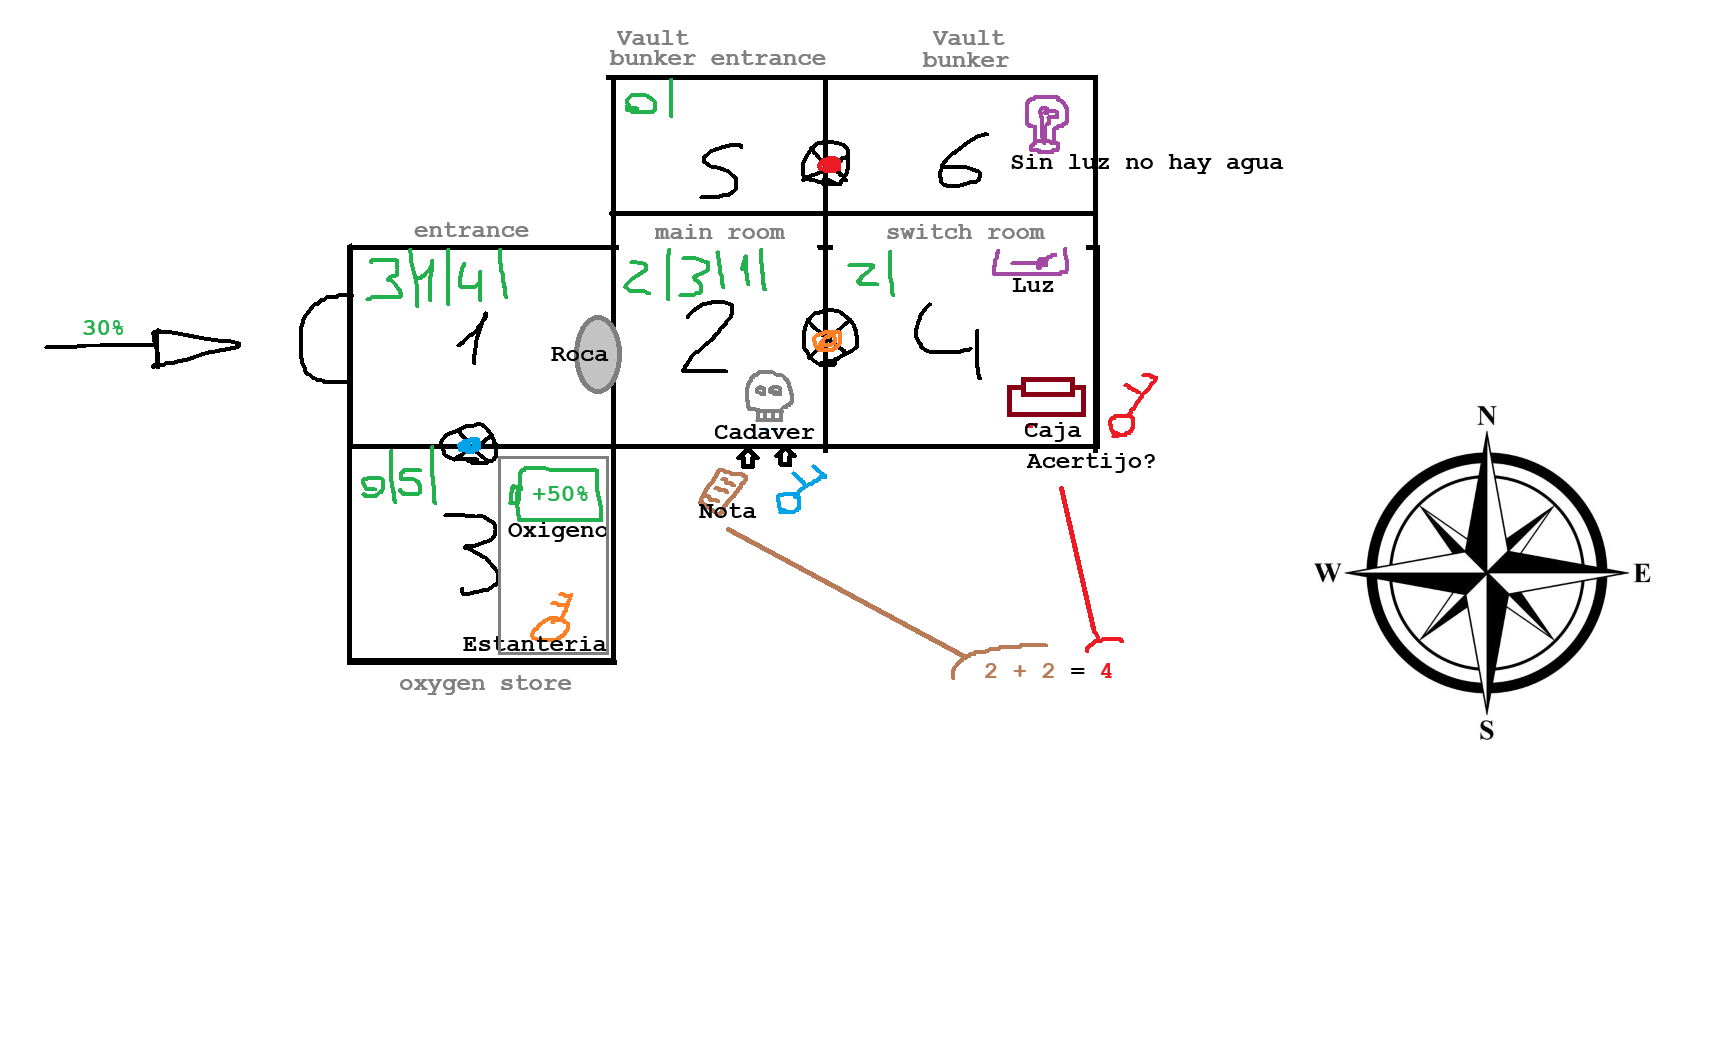 Vault
bunker entrance
Vault
bunker
0|
5
6
Sin luz no hay agua
entrance
main room
switch room
3|1|4|
2|3|1|
2|
Luz
30%
1
Roca
2
4
Cadaver
Caja
Acertijo?
0|5|
+50%
Oxigeno
Nota
3
Estanteria
oxygen store
2 + 2 = 4
N
W
E
S